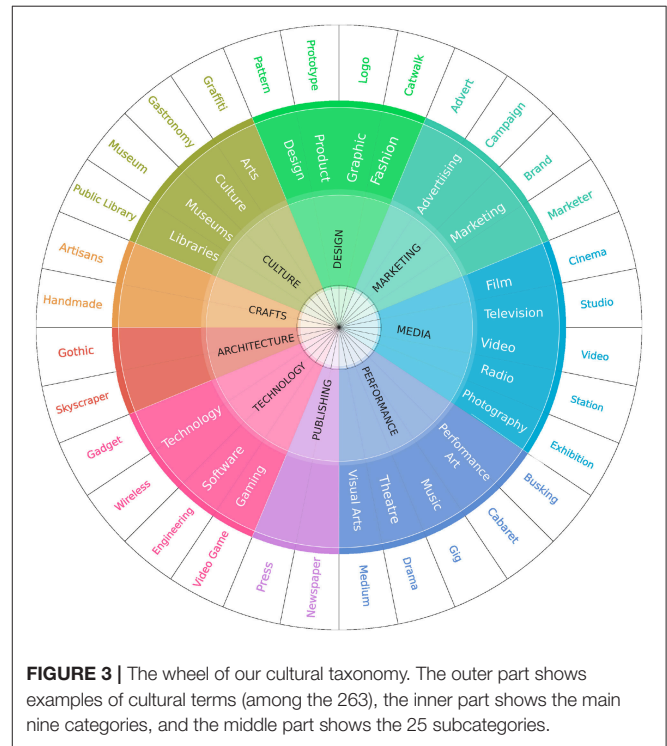 Pattern
Prototype
Logo
Catwalk
Advert
Campaign
Brand
Marketer
Cinema
Studio
Video
Station
Exhibition
Busking
Cabaret
Gig
Drama
Medium
Newspaper
Press
Video Game
Engineering
Wireless
Gadget
Skyscraper
Gothic
Handmade
Artisans
Public Library
Museum
Gastronomy
Graffiti
Design
Product
Graphic
Fashion
Advertiising
Marketing
Film
Television
Video
Radio
Photography
Performance
Art
Music
Theatre
Visual Arts
Gaming
Software
Technology
Libraries
Museums
Culture
Arts
DESIGN
MARKETING
MEDIA
PERFORMANCE
PUBLISHING
TECHNOLOGY
ARCHITECTURE
CRAFTS
CULTURE
FIGURE 3 | The wheel of our cultural taxonomy. The outer part shows
examples of cultural terms (among the 263), the inner part shows the main
nine categories, and the middle part shows the 25 subcategories.